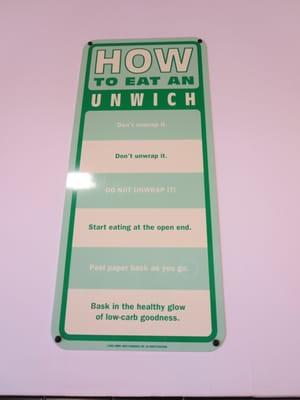 HOW
TO EAT AN
UNWICH
Don't unwrap it.
Don't unwrap it.
DO NOT UNWRAP IT!
Start eating at the open end.
Peel paper back as you go.
Bask in the healthy glow
of low-carb goodness.